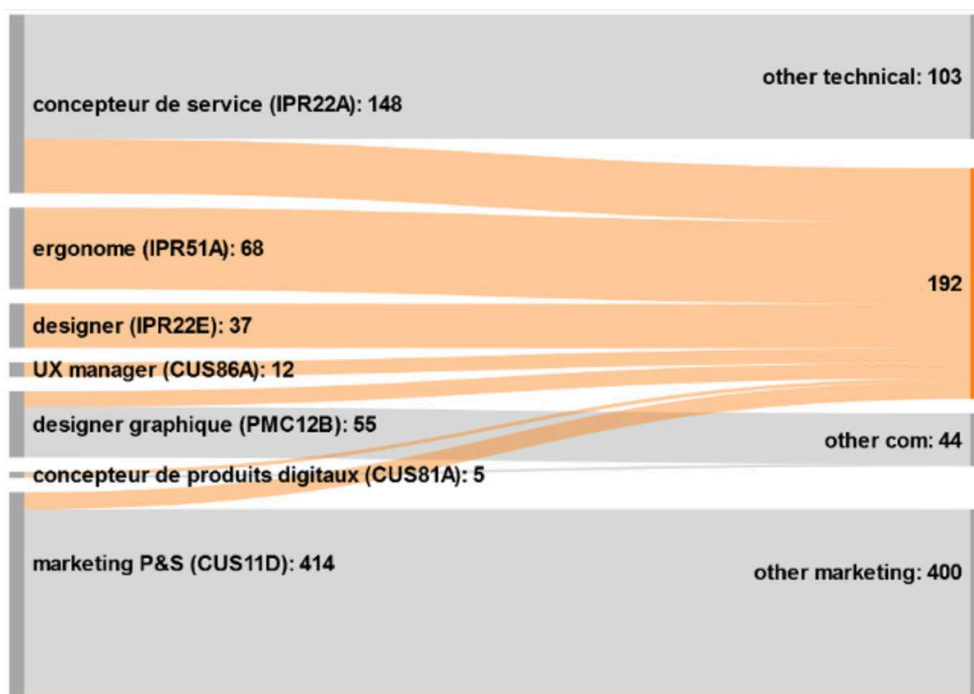 other technical: 103
concepteur de service (IPR22A): 148
ergonome (IPR51A): 68
192
designer (IPR22E): 37
UX manager (CUS86A): 12
designer graphique (PMC12B): 55
other com: 44
concepteur de produits digitaux (CUS81A): 5
marketing P&S (CUS11D): 414
other marketing: 400